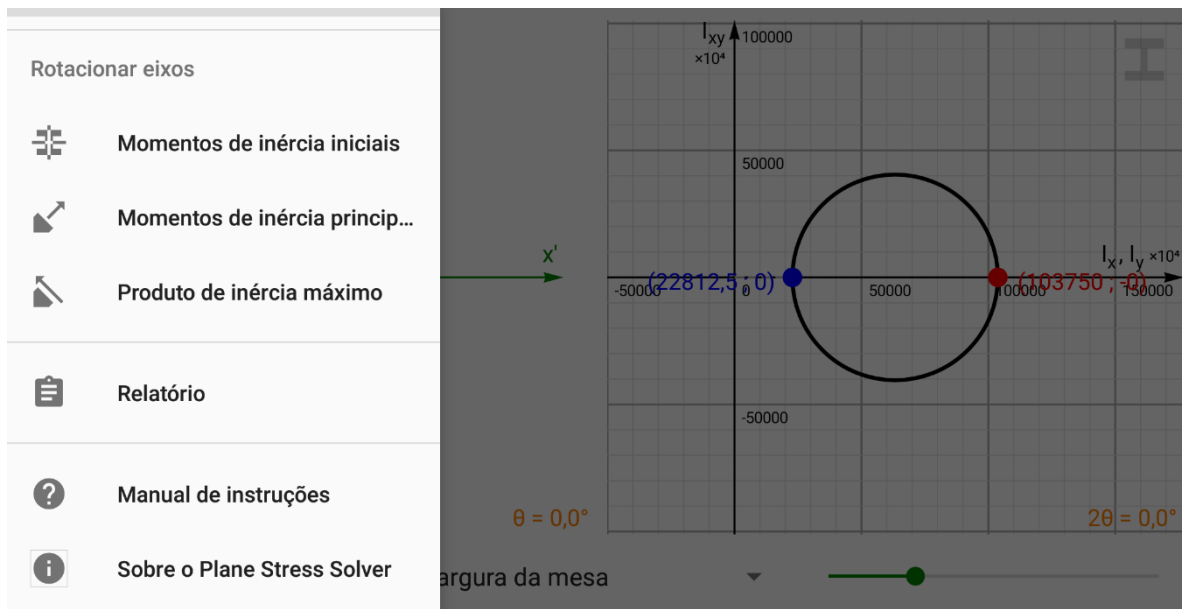 Rotacionar eixos
Momentos de inércia iniciais
Momentos de inércia princip...
Produto de inércia máximo
Relatório
Manual de instruções
Sobre o Plane Stress Solver
x'
θ = 0,0°
argura da mesa
Ixy
×10⁴
100000
50000
Ix, Iy ×10⁴
(22812,5 ; 0)
(103750 ; -0)
-50000
0
50000
100000
150000
-50000
2θ = 0,0°